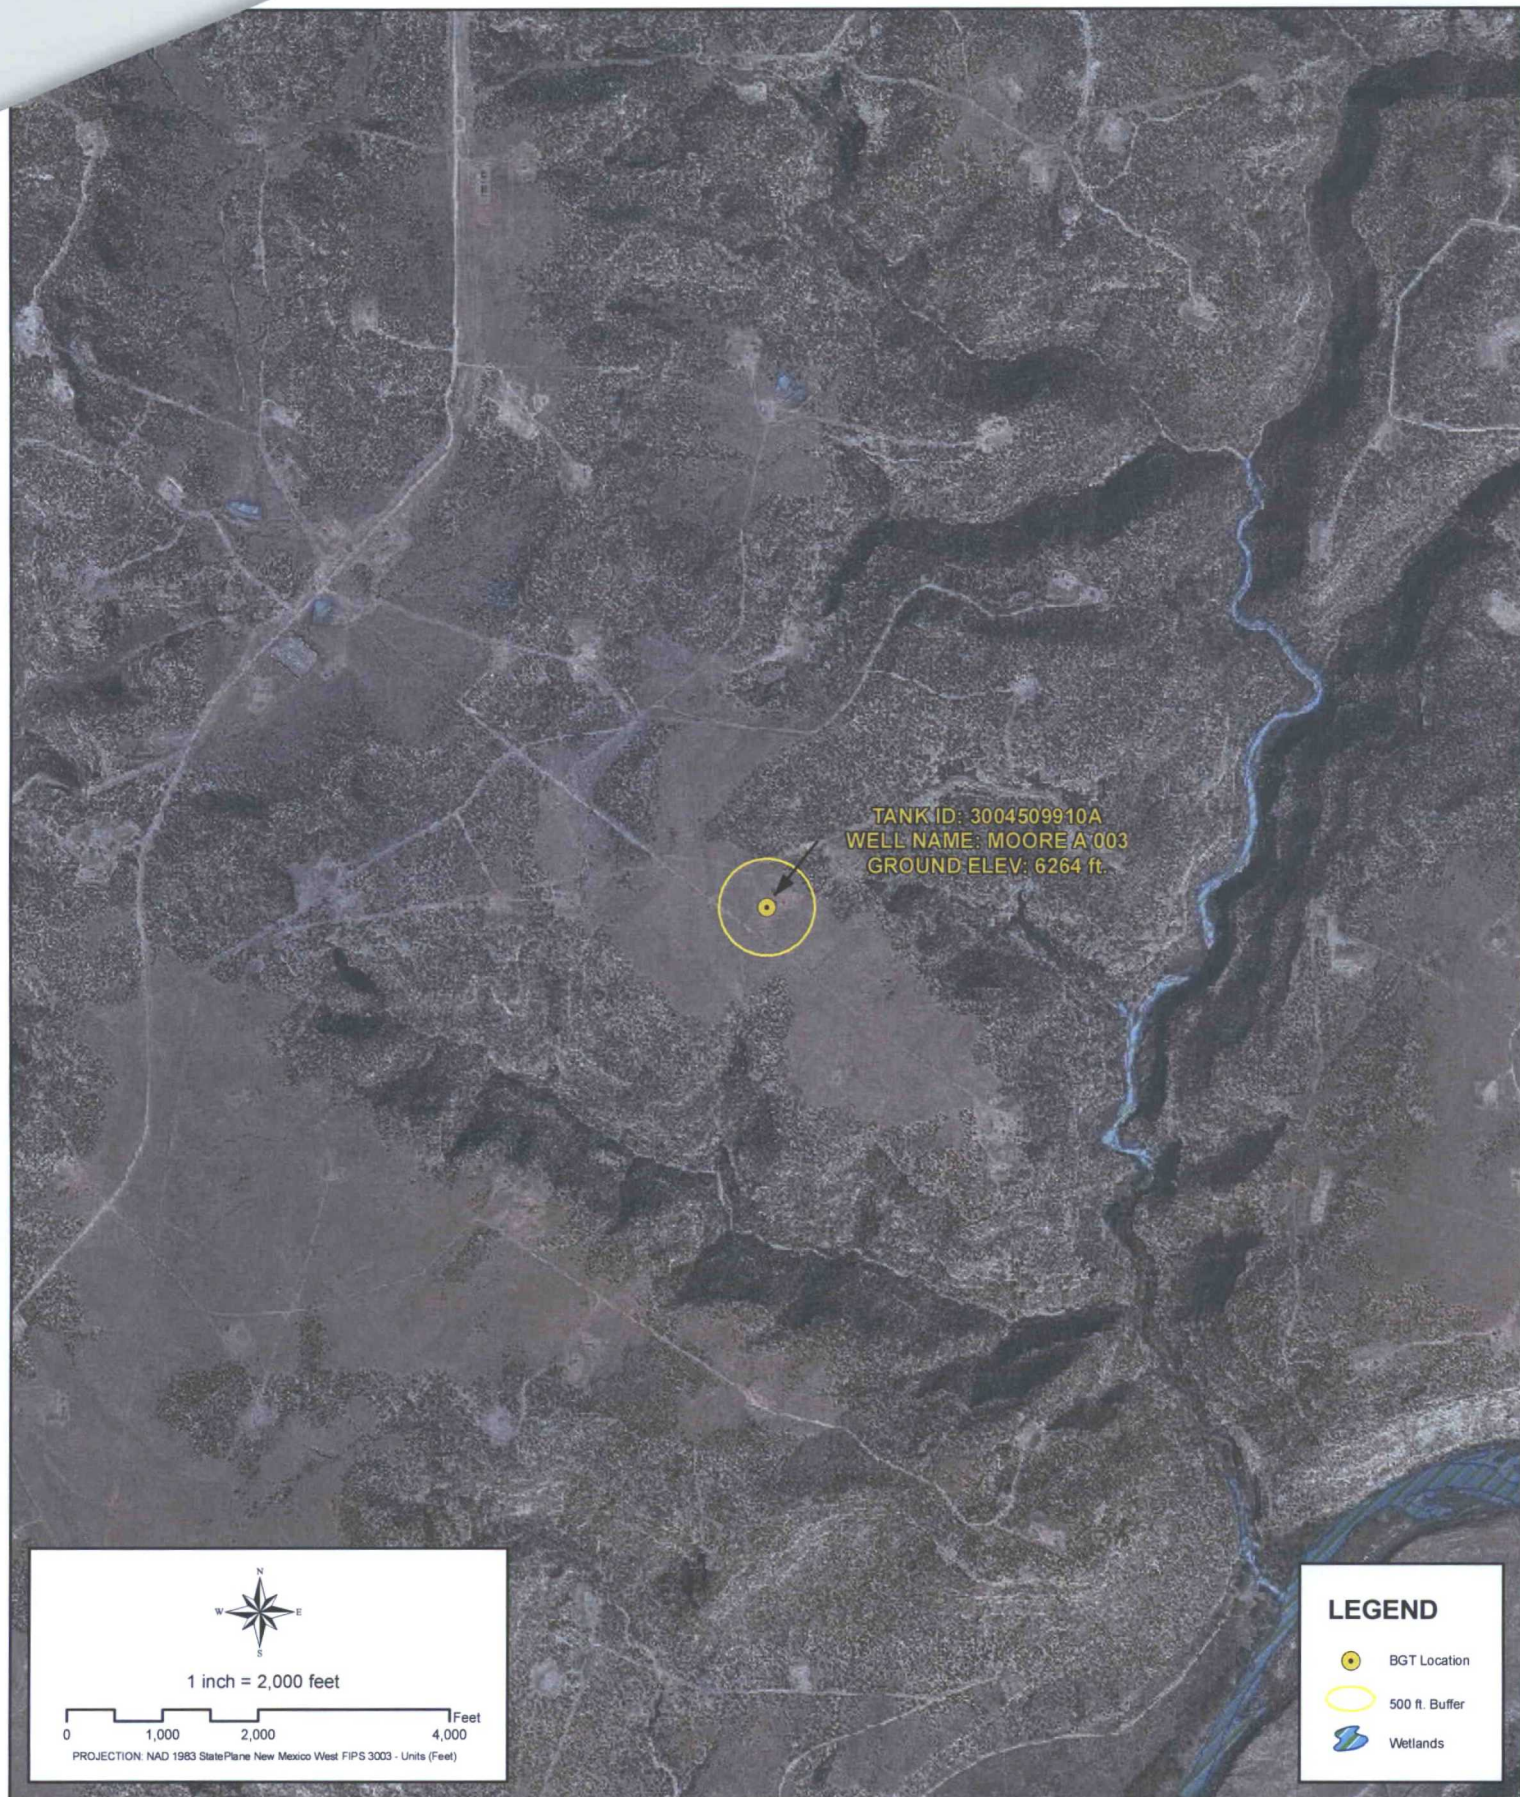 TANK ID: 3004509910A
WELL NAME: MOORE A 003
GROUND ELEV: 6264 ft.
N
W E
S
1 inch = 2,000 feet
Feet
0 1,000 2,000 4,000
PROJECTION: NAD 1983 StatePlane New Mexico West FIPS 3003 - Units (Feet)
LEGEND
BGT Location
500 ft. Buffer
Wetlands